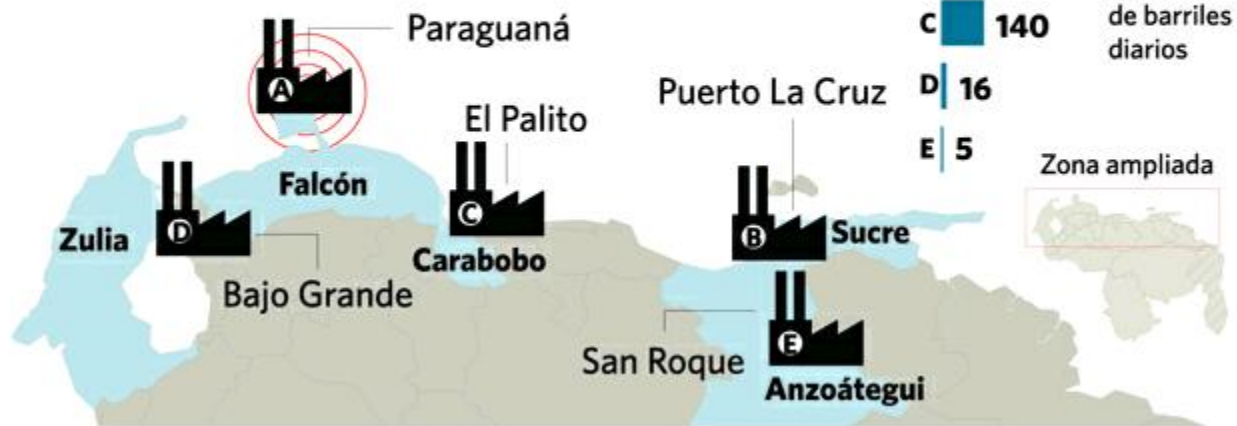 Paraguaná
C 140
de barriles
diarios
A
Puerto La Cruz
D 16
El Palito
E 5
Zona ampliada
Falcón
C
D
Zulia
B
Sucre
Carabobo
Bajo Grande
San Roque
E
Anzoátegui